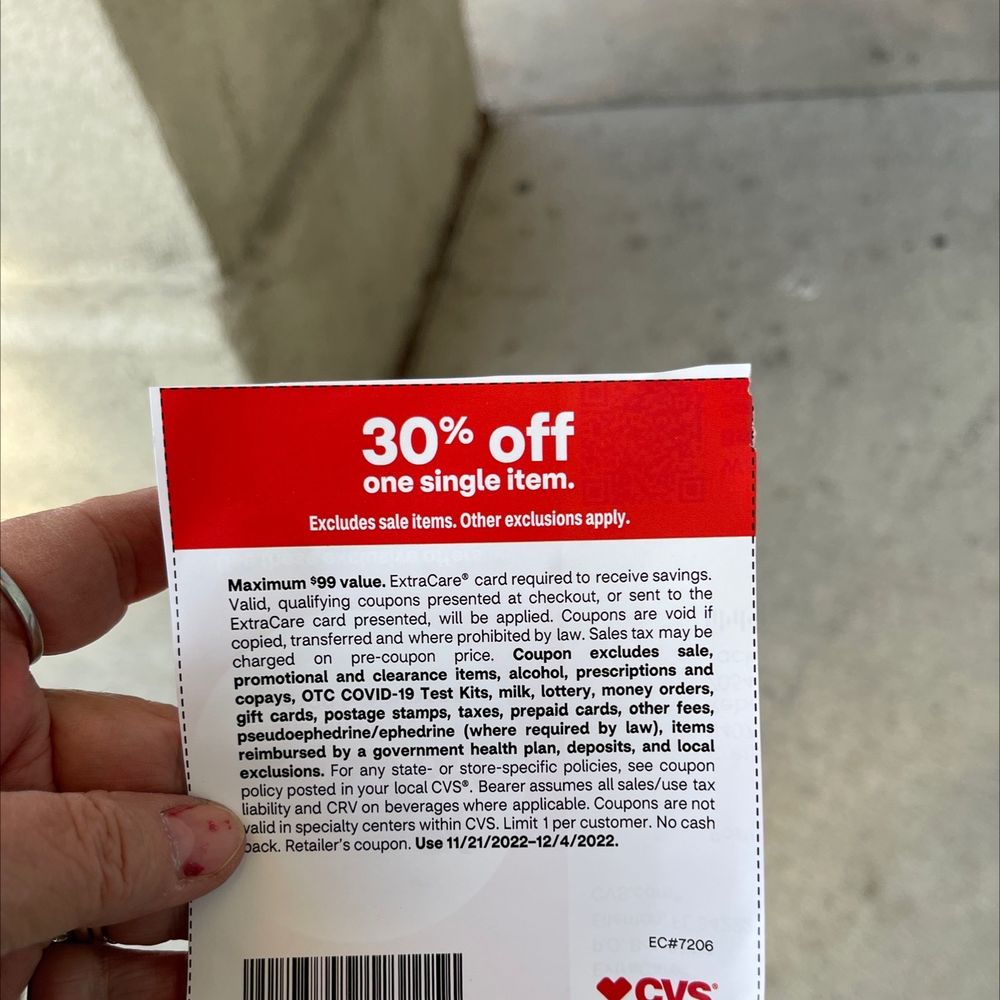 30% off
one single item.
Excludes sale items. Other exclusions apply.
Maximum $99 value. ExtraCare® card required to receive savings.
Valid, qualifying coupons presented at checkout, or sent to the
ExtraCare card presented, will be applied. Coupons are void if
copied, transferred and where prohibited by law. Sales tax may be
charged on pre-coupon price. Coupon excludes sale,
promotional and clearance items, alcohol, prescriptions and
copays, OTC COVID-19 Test Kits, milk, lottery, money orders,
gift cards, postage stamps, taxes, prepaid cards, other fees,
pseudoephedrine/ephedrine (where required by law), items
reimbursed by a government health plan, deposits, and local
exclusions. For any state- or store-specific policies, see coupon
policy posted in your local CVS®. Bearer assumes all sales/use tax
liability and CRV on beverages where applicable. Coupons are not
valid in specialty centers within CVS. Limit 1 per customer. No cash
back. Retailer's coupon. Use 11/21/2022–12/4/2022.
EC#7206
CVS®